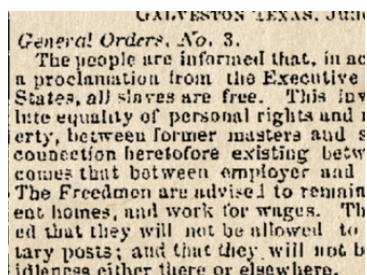 GALVESTON TEXAS, June
General Orders, No. 3.
The people are informed that, in ac
a proclamation from the Executive
States, all slaves are free. This inv
lute equality of personal rights and r
erty, between former masters and s
connection heretofore existing betw
comes that between employer and
The Freedmen are advised to remain
ent homes, and work for wages. Th
ed that they will not be allowed to
tary posts; and that they will not b
idleness either there or elsewhere.